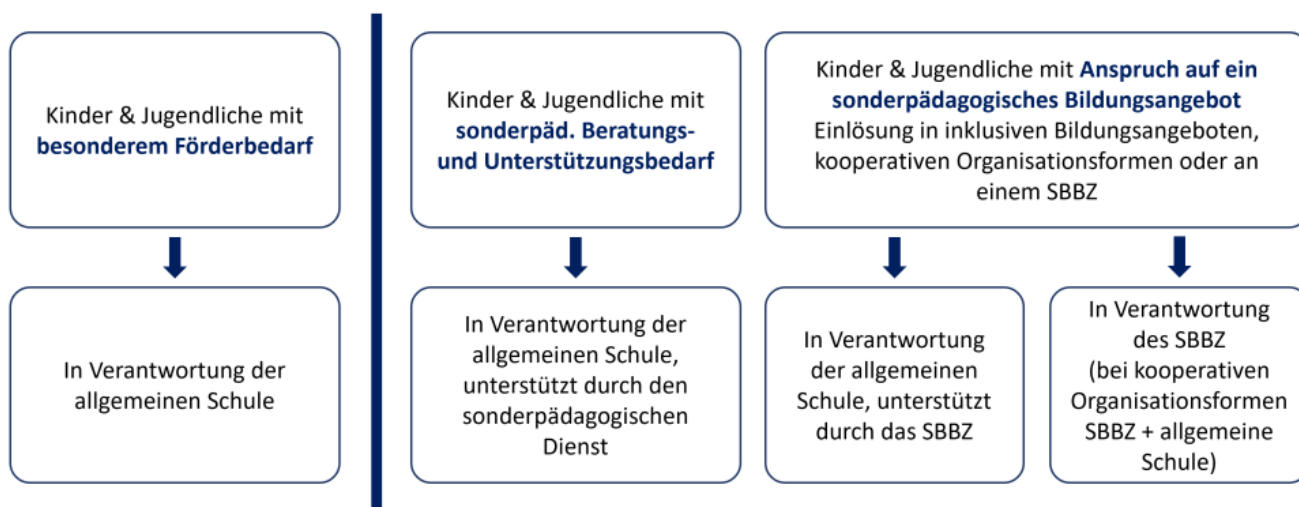 Kinder & Jugendliche mit
besonderem Förderbedarf
Kinder & Jugendliche mit
sonderpäd. Beratungs-
und Unterstützungsbedarf
Kinder & Jugendliche mit Anspruch auf ein
sonderpädagogisches Bildungsangebot
Einlösung in inklusiven Bildungsangeboten,
kooperativen Organisationsformen oder an
einem SBBZ
In Verantwortung der
allgemeinen Schule
In Verantwortung der
allgemeinen Schule,
unterstützt durch den
sonderpädagogischen
Dienst
In Verantwortung
der allgemeinen
Schule, unterstützt
durch das SBBZ
In Verantwortung
des SBBZ
(bei kooperativen
Organisationsformen
SBBZ + allgemeine
Schule)